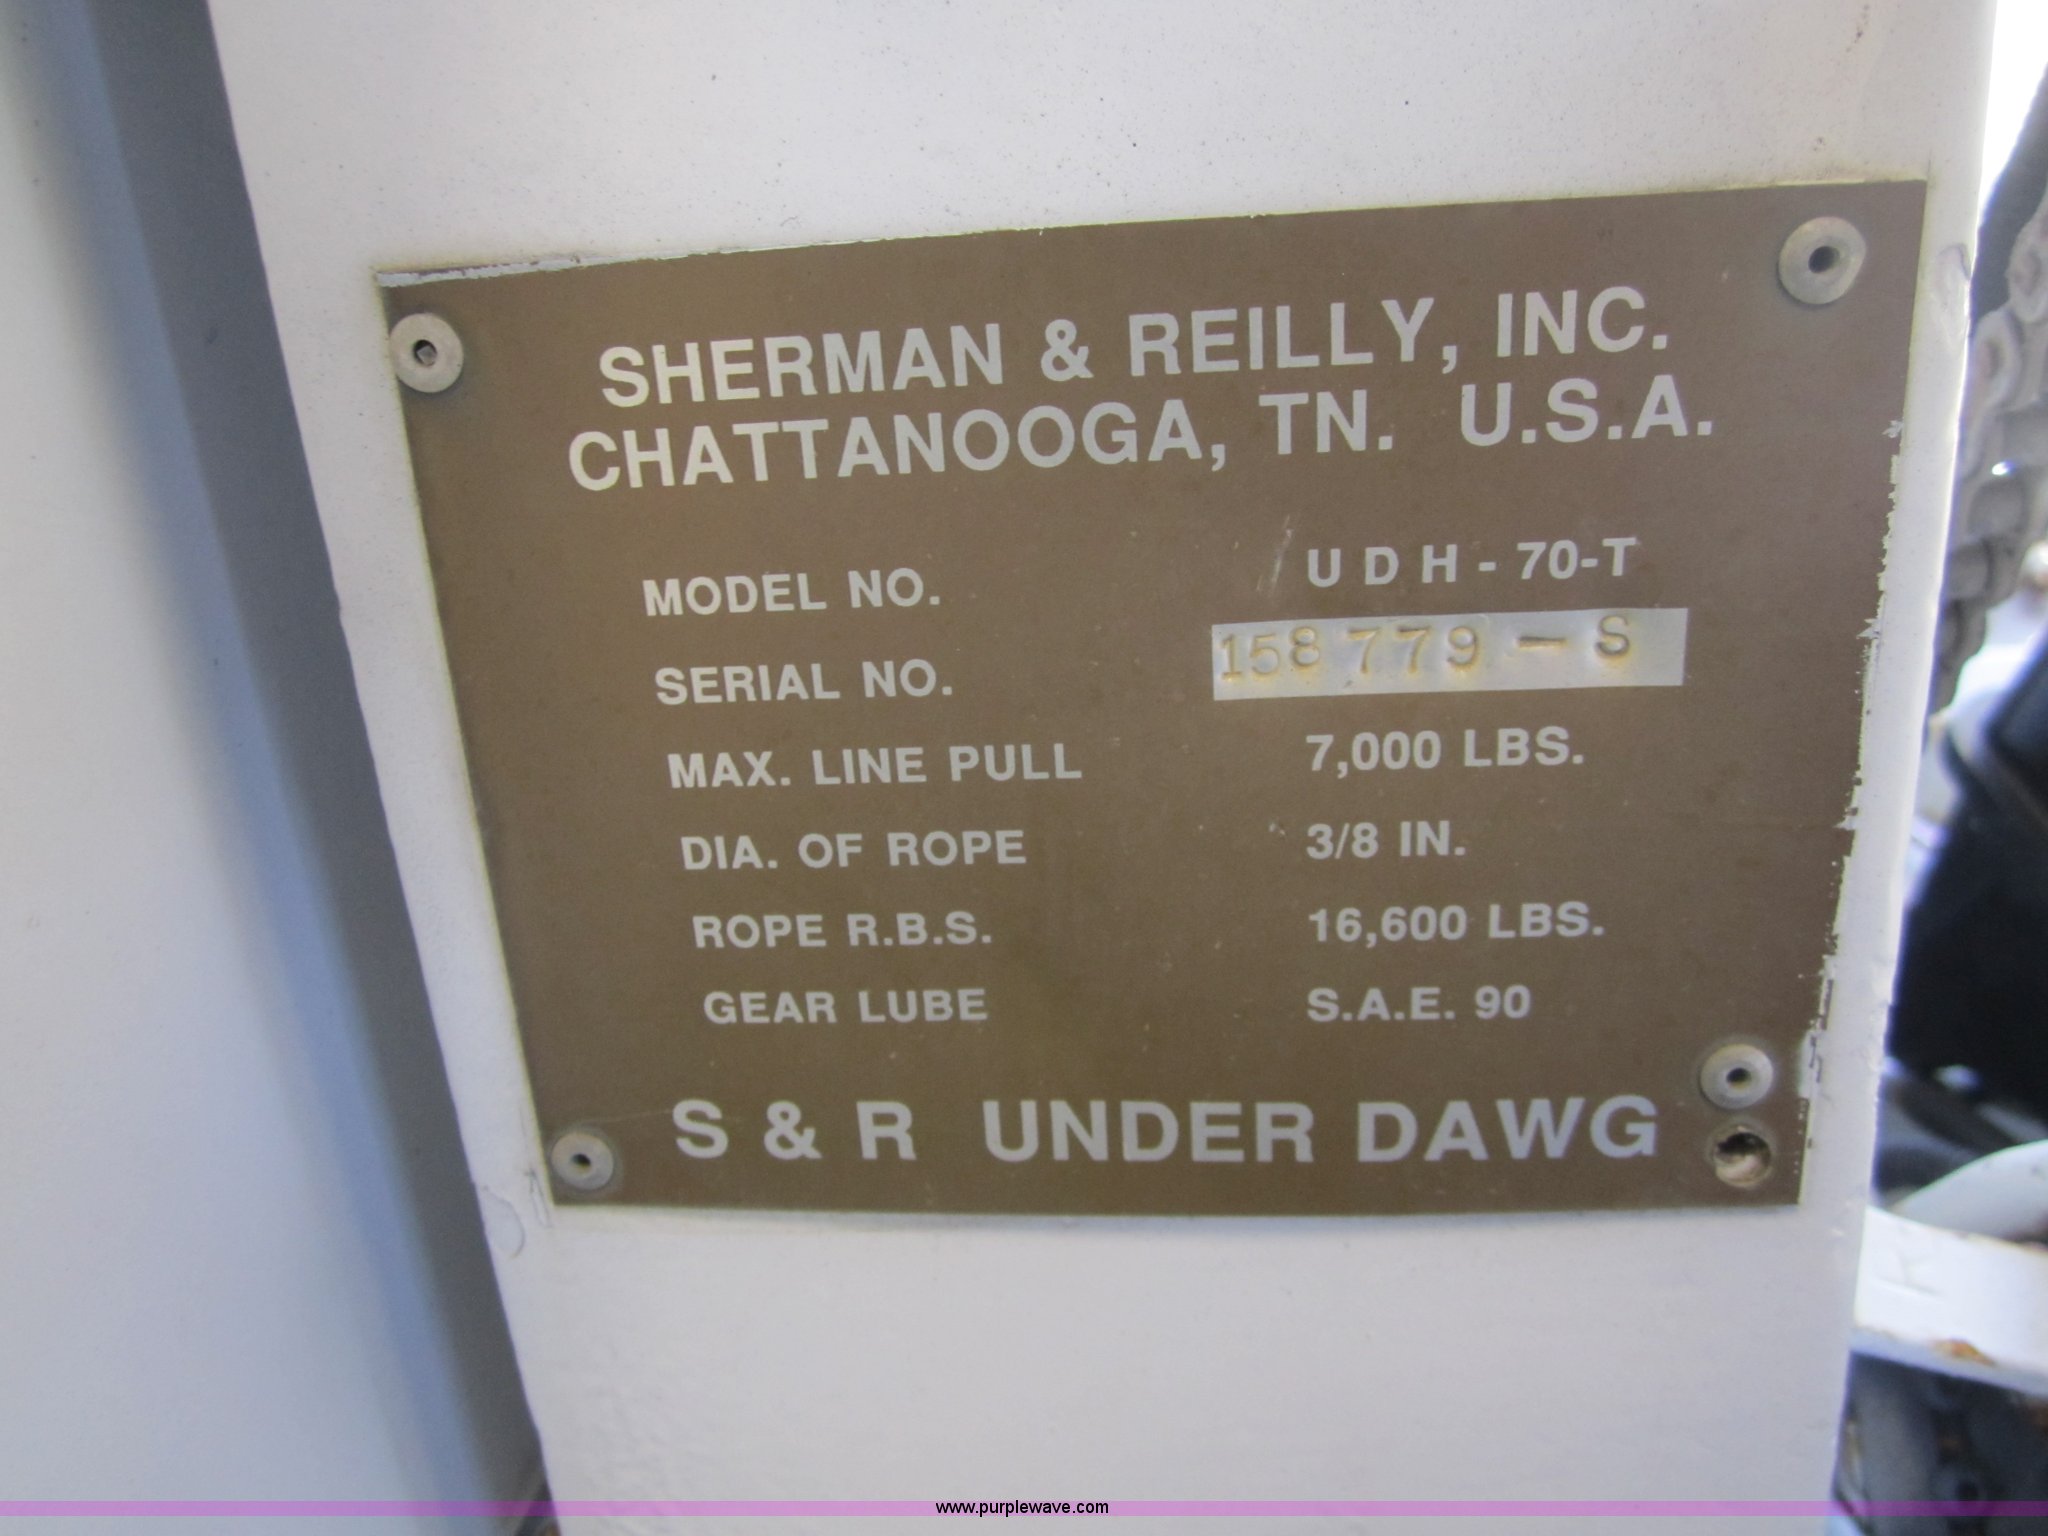 SHERMAN & REILLY, INC.
CHATTANOOGA, TN. U.S.A.
MODEL NO. UDH-70-T
SERIAL NO. 158779-S
MAX. LINE PULL 7,000 LBS.
DIA. OF ROPE 3/8 IN.
ROPE R.B.S. 16,600 LBS.
GEAR LUBE S.A.E. 90
S & R UNDER DAWG
www.purplewave.com